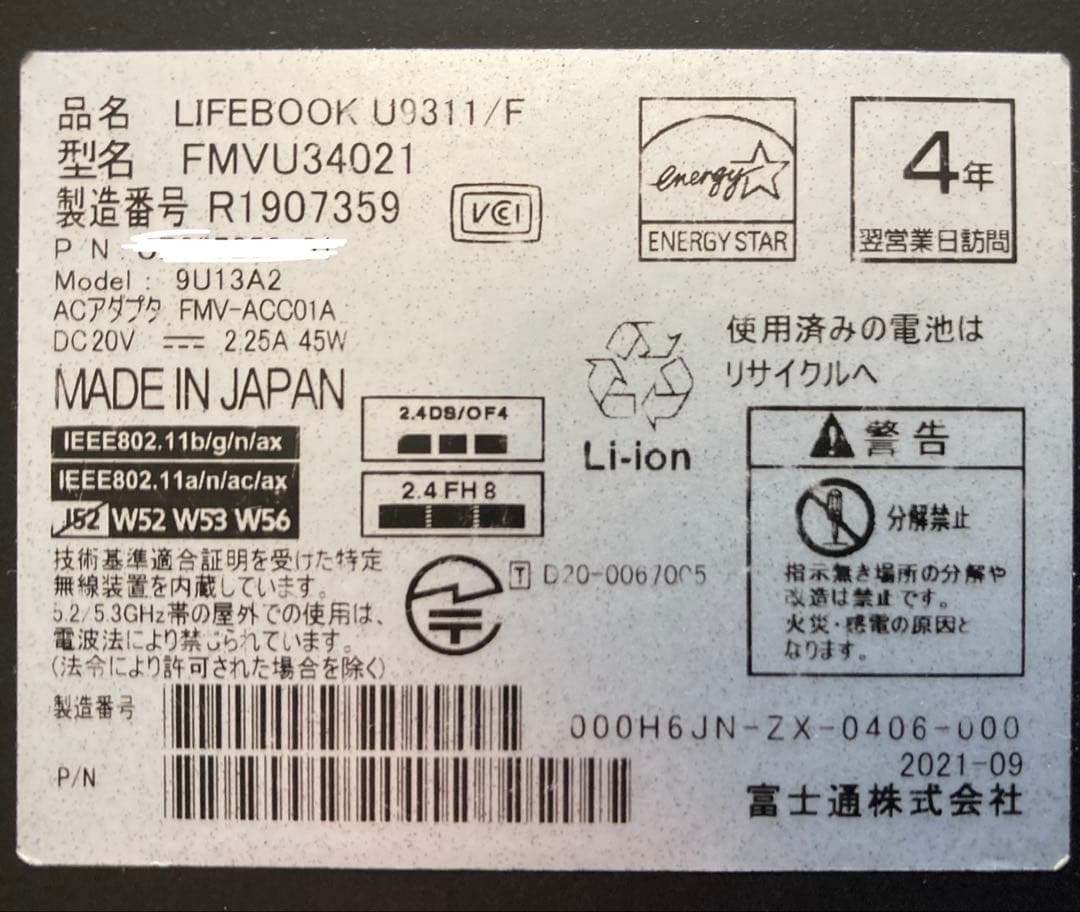 品名 LIFEBOOK U9311/F
型名 FMVU34021
製造番号 R1907359
VCCI
P N
Model : 9U13A2
ACアダプタ FMV-ACC01A
DC20V 2.25A 45W
MADE IN JAPAN
energy
ENERGY STAR
4年
翌営業日訪問
使用済みの電池は
リサイクルへ
Li-ion
IEEE802.11b/g/n/ax
IEEE802.11a/n/ac/ax
J52 W52 W53 W56
2.4DS/OF4
2.4FH8
警告
分解禁止
指示無き場所の分解や
改造は禁止です。
火災・感電の原因と
なります。
技術基準適合証明を受けた特定
無線装置を内蔵しています。
5.2/5.3GHz帯の屋外での使用は、
電波法により禁じられています。
(法令により許可された場合を除く)
T D20-0067005
製造番号
P/N
000H6JN-ZX-0406-000
2021-09
富士通株式会社